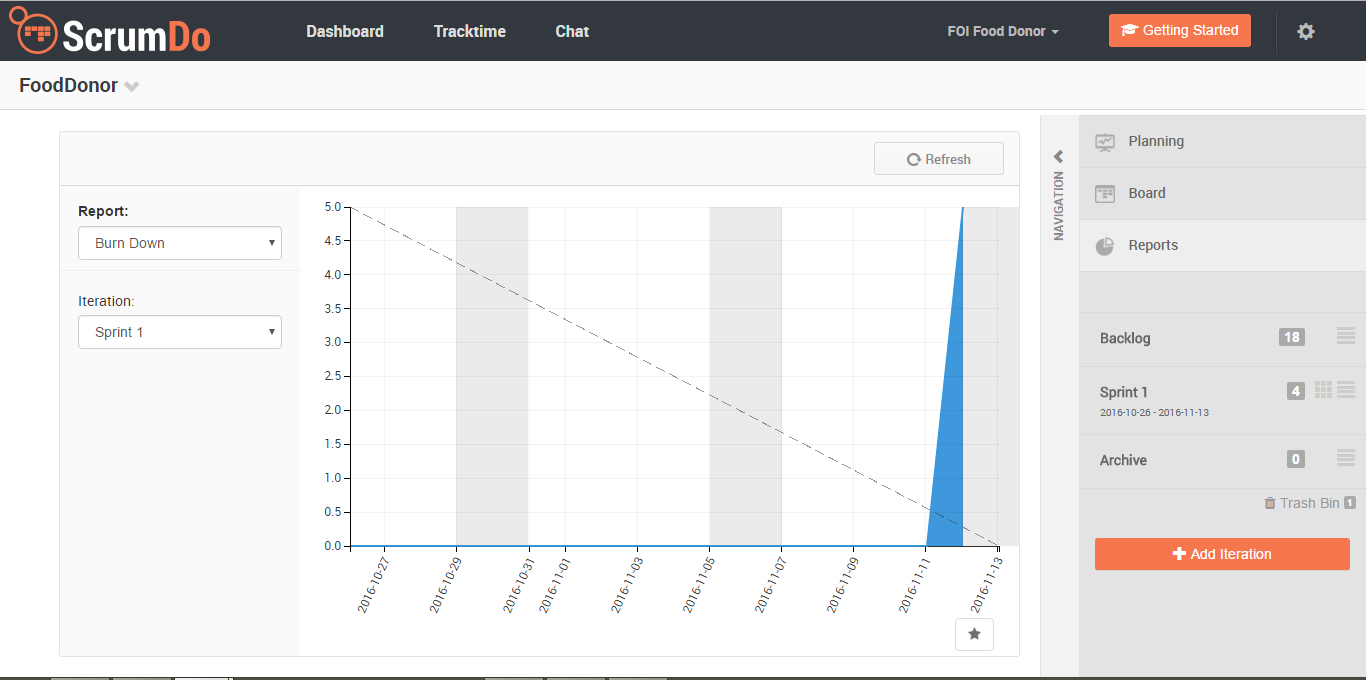 ScrumDo
Dashboard Tracktime Chat FOI Food Donor Getting Started
FoodDonor
Refresh
Report:
Burn Down
Iteration:
Sprint 1
5.0
4.5
4.0
3.5
3.0
2.5
2.0
1.5
1.0
0.5
0.0
2016-10-27 2016-10-29 2016-10-31 2016-11-01 2016-11-03 2016-11-05 2016-11-07 2016-11-09 2016-11-11 2016-11-13
NAVIGATION
Planning
Board
Reports
Backlog 18
Sprint 1 4
2016-10-26 - 2016-11-13
Archive 0
Trash Bin 1
Add Iteration